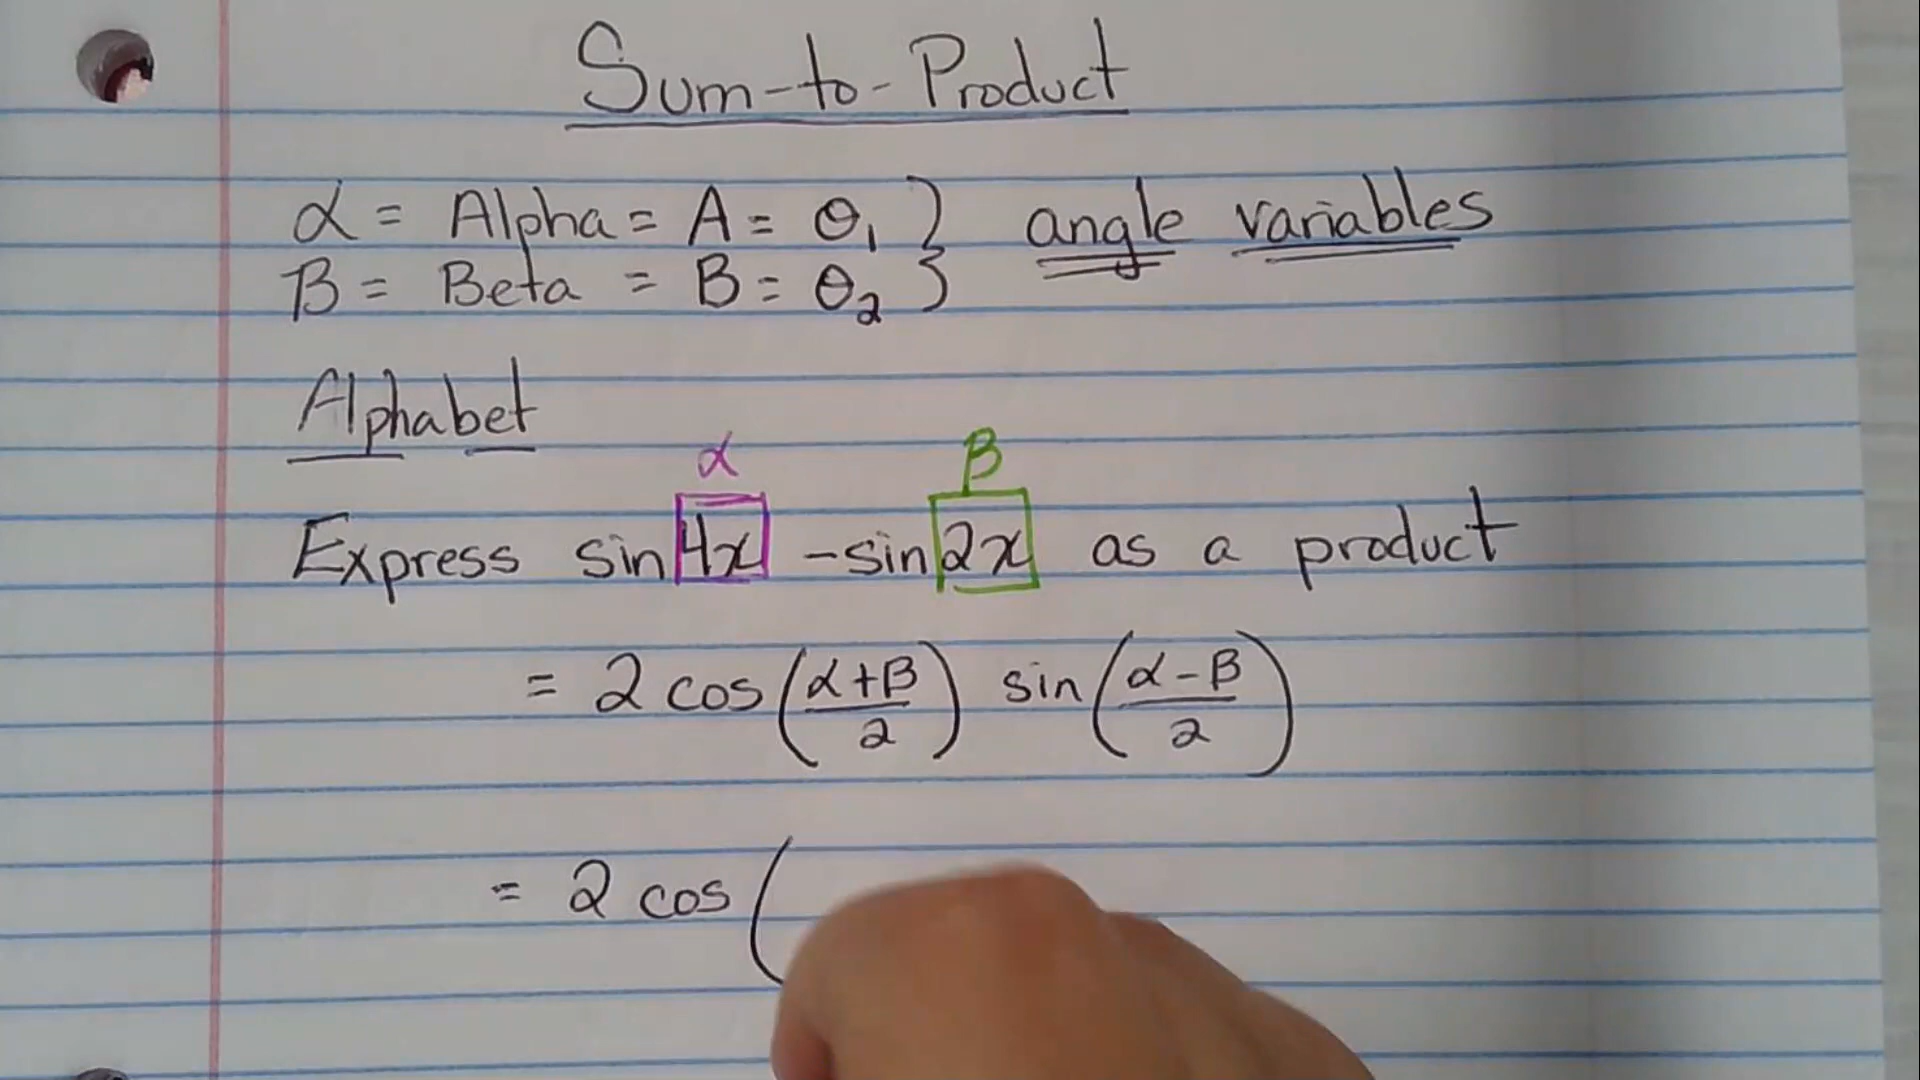 Sum-to-Product
α = Alpha = A = θ₁ } angle variables
β = Beta = B = θ₂ }
Alphabet
α β
Express sin 4x - sin 2x as a product
= 2 cos((α+β)/2) sin((α-β)/2)
= 2 cos(